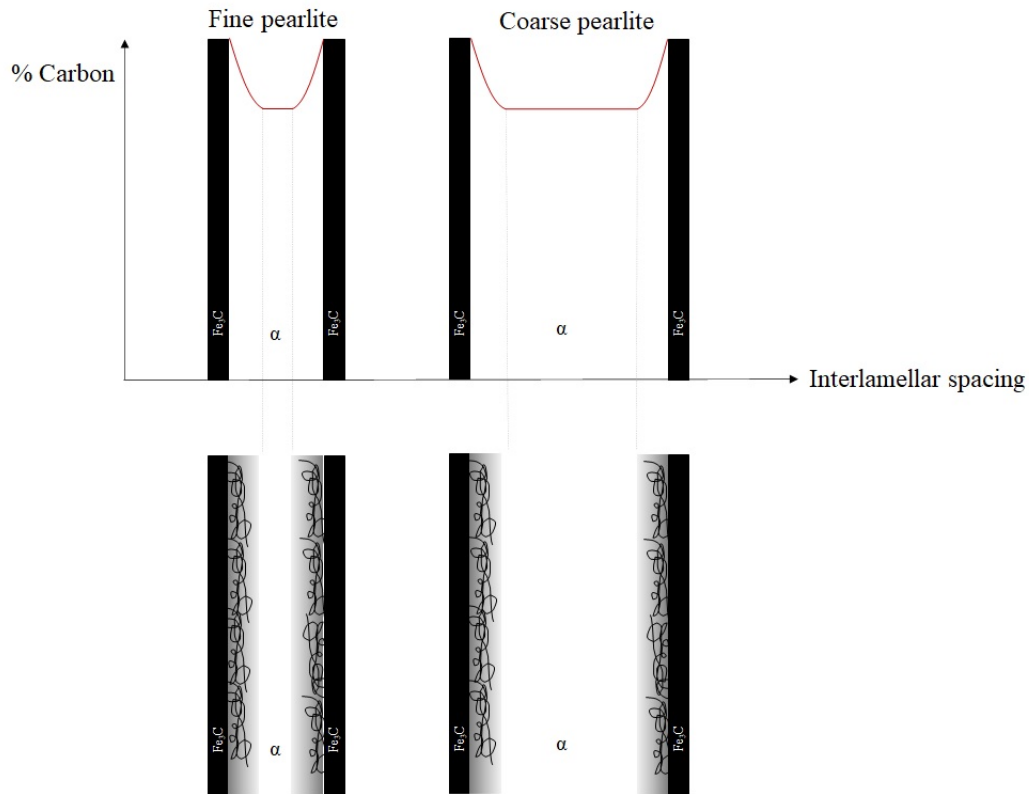 Fine pearlite
Coarse pearlite
% Carbon
Fe₃C
α
Fe₃C
Fe₃C
α
Fe₃C
Interlamellar spacing
Fe₃C
α
Fe₃C
Fe₃C
α
Fe₃C